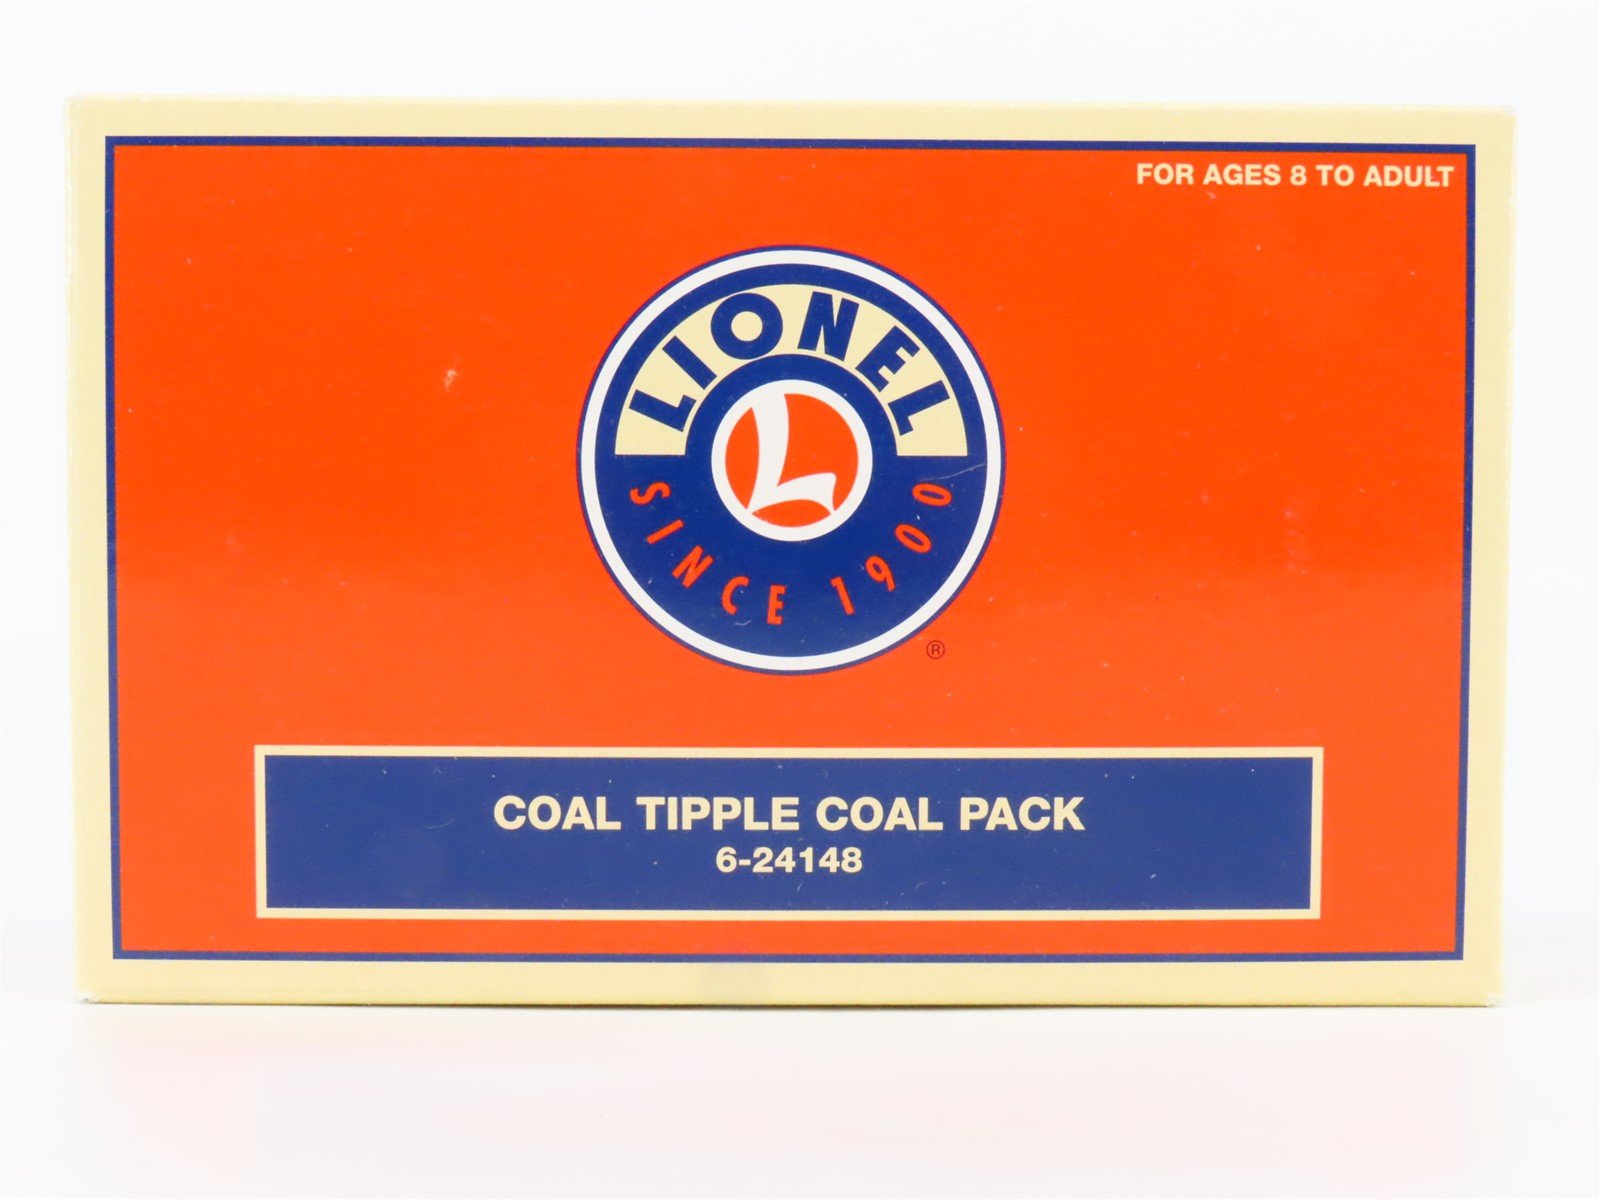 FOR AGES 8 TO ADULT
LIONEL
L
SINCE 1900
®
COAL TIPPLE COAL PACK
6-24148